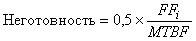 Неготовность = 0,5 × FFi / MTBF